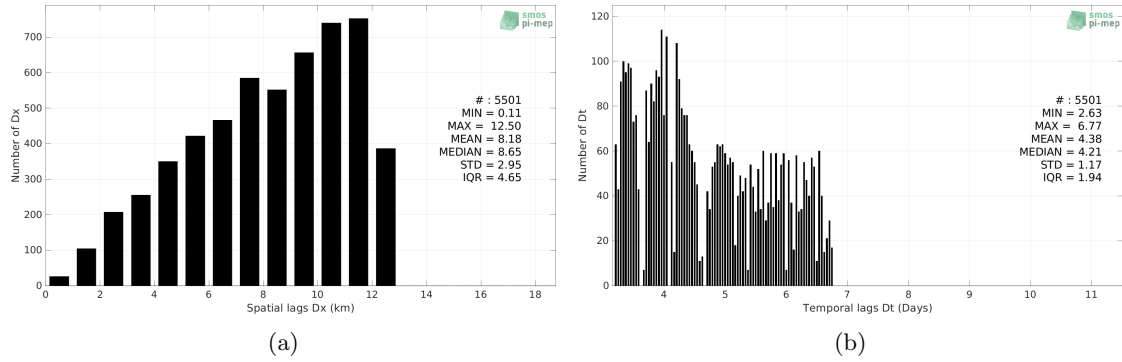 smos
pi-mep
700
600
500
400
300
200
100
0
Number of Dx
# : 5501
MIN = 0.11
MAX = 12.50
MEAN = 8.18
MEDIAN = 8.65
STD = 2.95
IQR = 4.65
0 2 4 6 8 10 12 14 16 18
Spatial lags Dx (km)
(a)
smos
pi-mep
120
100
80
60
40
20
0
Number of Dt
# : 5501
MIN = 2.63
MAX = 6.77
MEAN = 4.38
MEDIAN = 4.21
STD = 1.17
IQR = 1.94
4 5 6 7 8 9 10 11
Temporal lags Dt (Days)
(b)